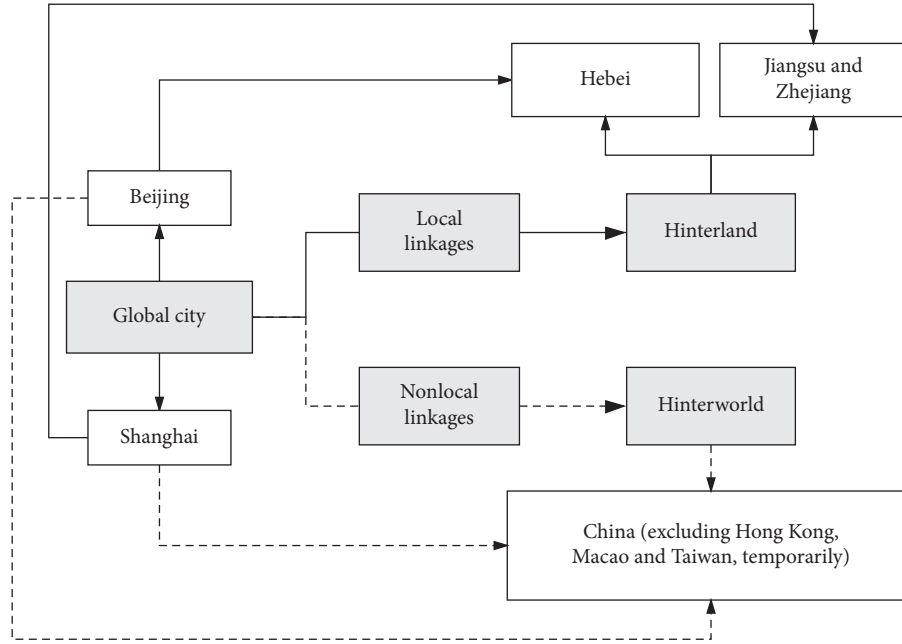 Hebei
Jiangsu and
Zhejiang
Beijing
Local
linkages
Hinterland
Global city
Nonlocal
linkages
Hinterworld
Shanghai
China (excluding Hong Kong,
Macao and Taiwan, temporarily)